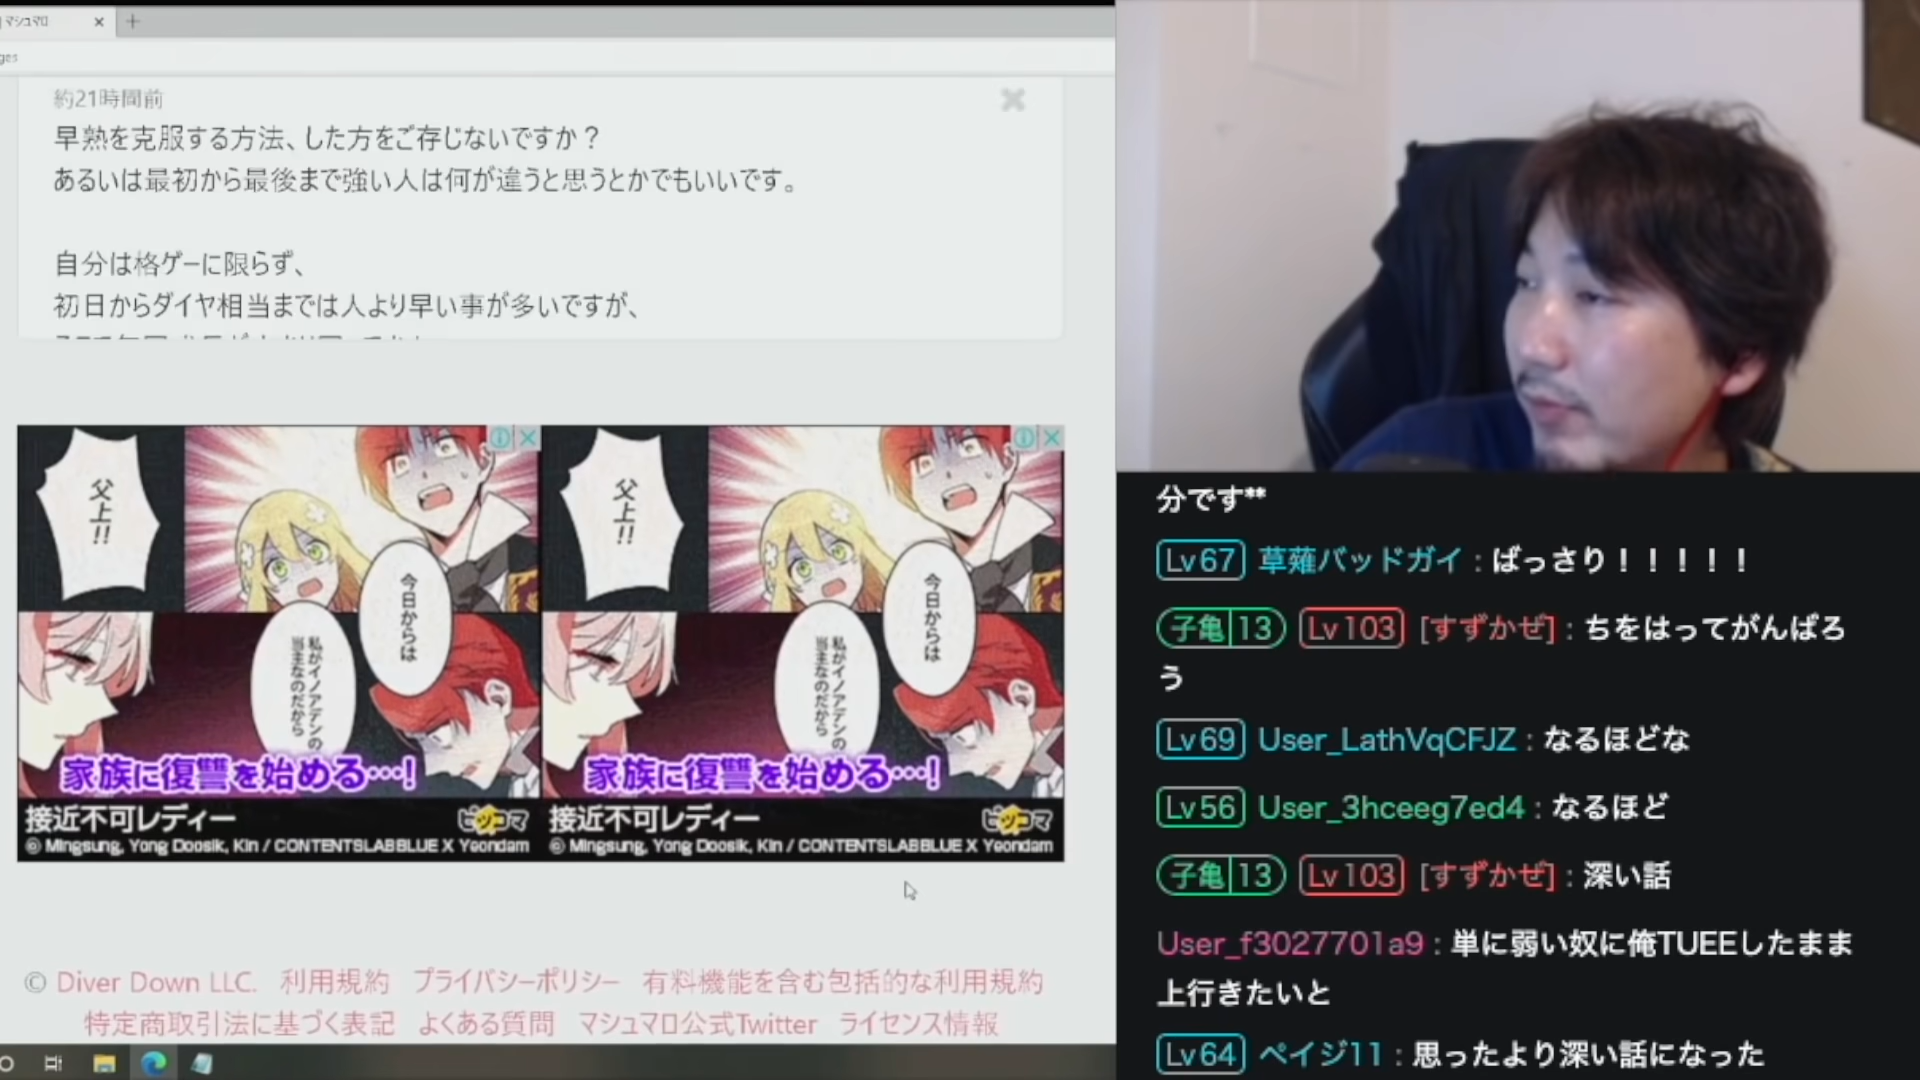 マシュマロ
ges
約21時間前
早熟を克服する方法、した方をご存じないですか？
あるいは最初から最後まで強い人は何が違うと思うとかでもいいです。
自分は格ゲーに限らず、
初日からダイヤ相当までは人より早い事が多いですが、
父上!!
今日からは
私がイノアデンの
当主なのだから
家族に復讐を始める…!
接近不可レディー
ピッコマ
© Mingsung, Yong Doosik, Kin / CONTENTSLABBLUE X Yeondam
父上!!
今日からは
私がイノアデンの
当主なのだから
家族に復讐を始める…!
接近不可レディー
ピッコマ
© Mingsung, Yong Doosik, Kin / CONTENTSLABBLUE X Yeondam
© Diver Down LLC. 利用規約 プライバシーポリシー 有料機能を含む包括的な利用規約
特定商取引法に基づく表記 よくある質問 マシュマロ公式Twitter ライセンス情報
分です**
Lv67 草薙バッドガイ : ばっさり！！！！！
子亀 13 Lv103 [すずかぜ] : ちをはってがんばろ
う
Lv69 User_LathVqCFJZ : なるほどな
Lv56 User_3hceeg7ed4 : なるほど
子亀 13 Lv103 [すずかぜ] : 深い話
User_f3027701a9 : 単に弱い奴に俺TUEEしたまま
上行きたいと
Lv64 ペイジ11 : 思ったより深い話になった